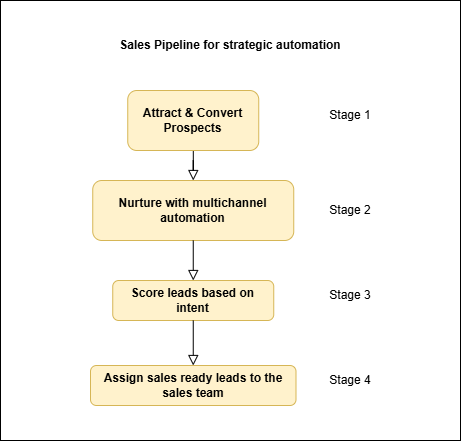 Sales Pipeline for strategic automation
Attract & Convert
Prospects
Stage 1
Nurture with multichannel
automation
Stage 2
Score leads based on
intent
Stage 3
Assign sales ready leads to the
sales team
Stage 4